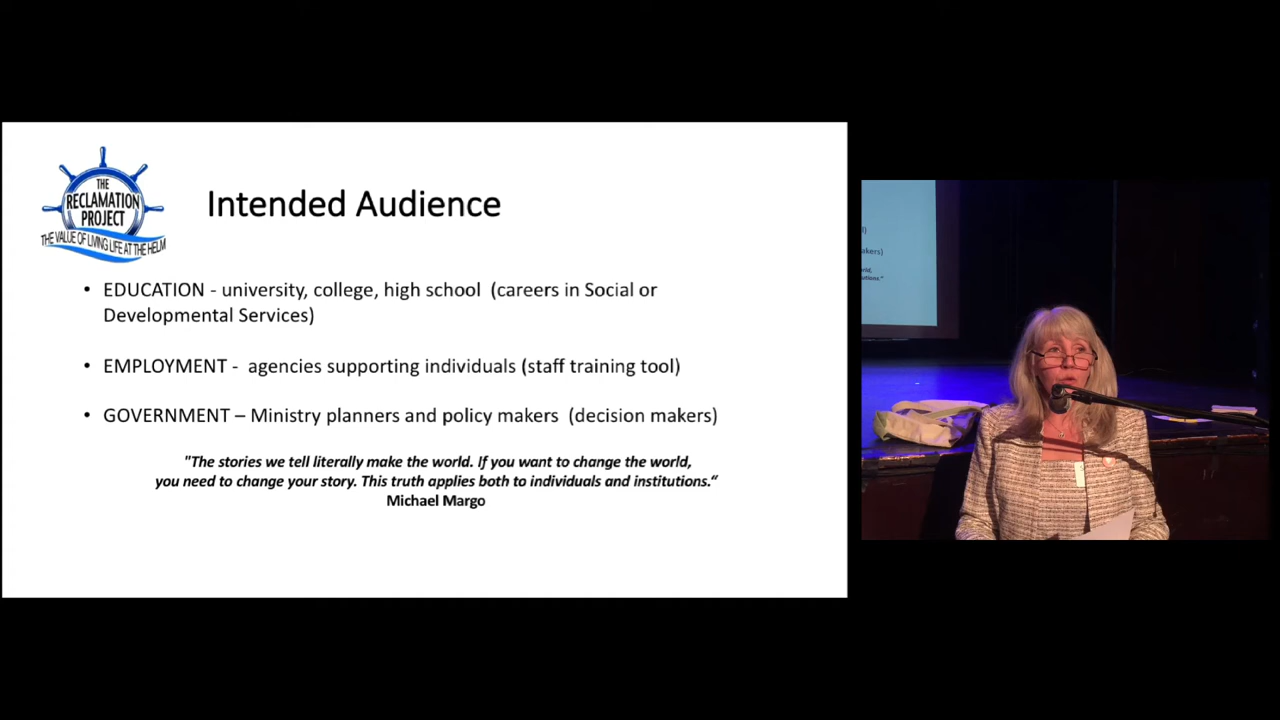 THE
RECLAMATION
PROJECT
THE VALUE OF LIVING LIFE AT THE HELM
Intended Audience
• EDUCATION - university, college, high school (careers in Social or
Developmental Services)
• EMPLOYMENT - agencies supporting individuals (staff training tool)
• GOVERNMENT – Ministry planners and policy makers (decision makers)
"The stories we tell literally make the world. If you want to change the world,
you need to change your story. This truth applies both to individuals and institutions.“
Michael Margo
akers)